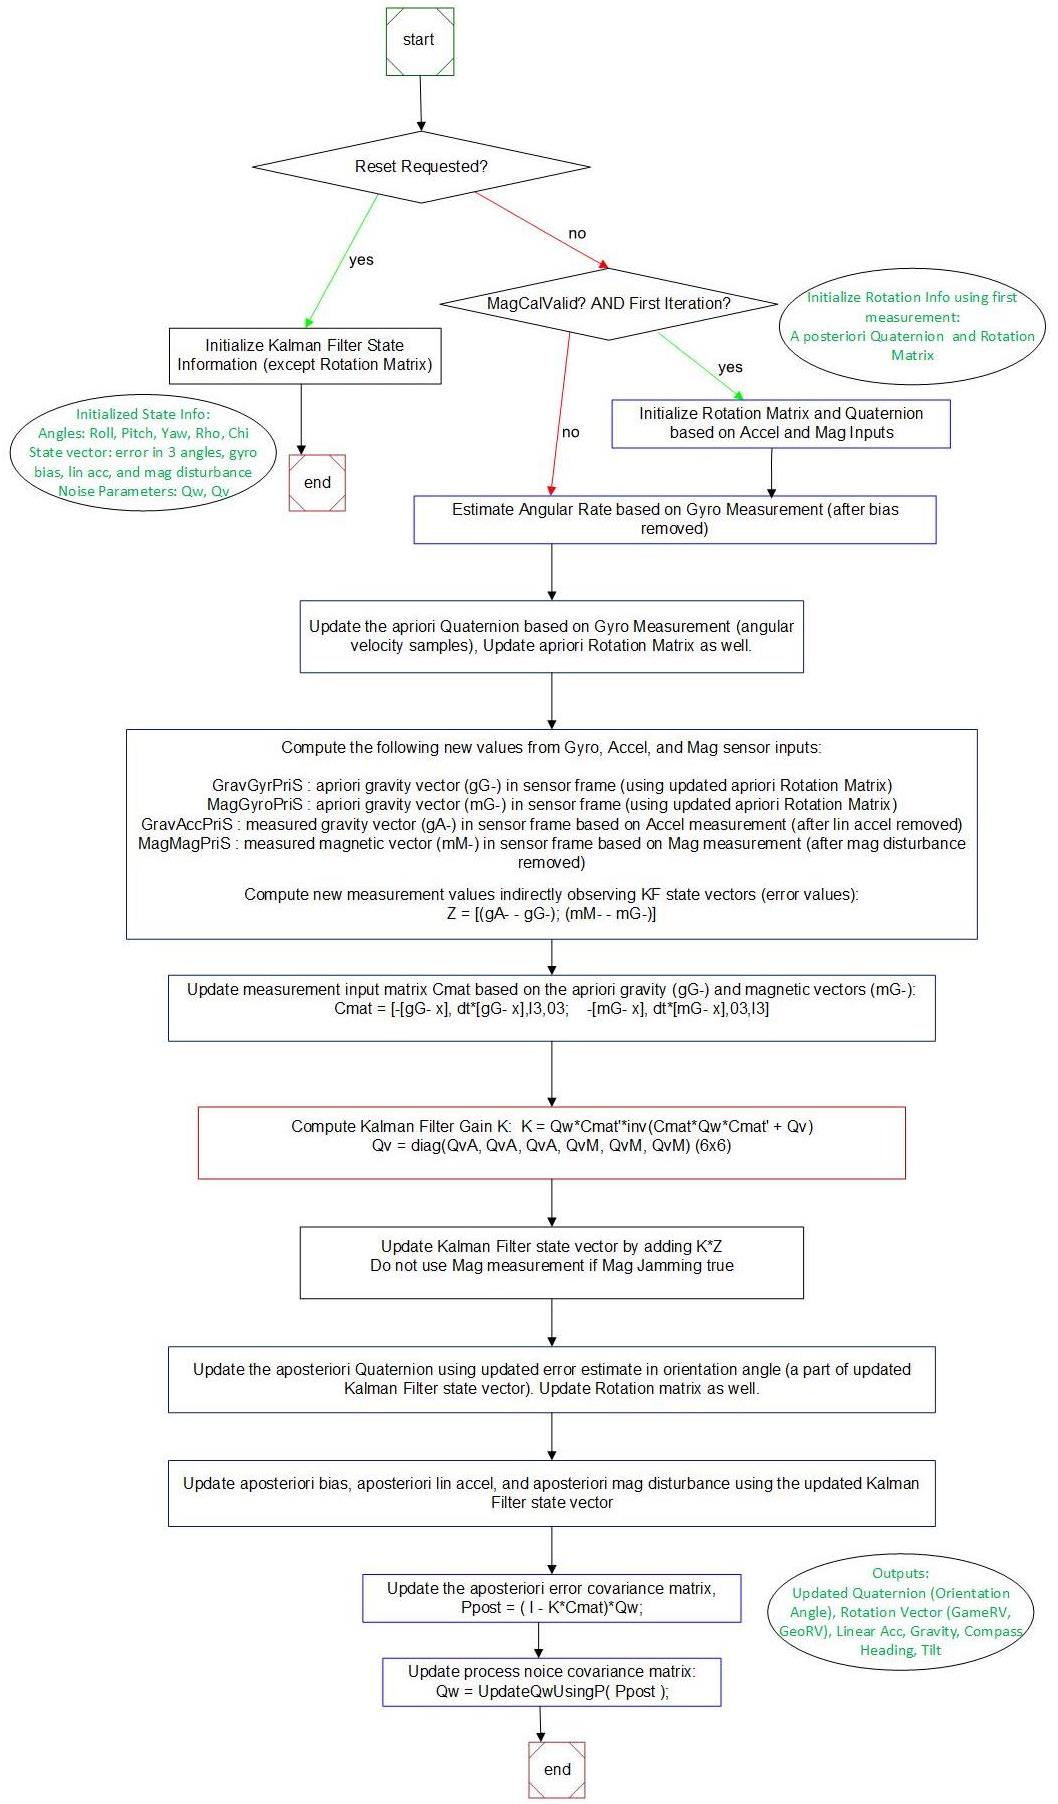 start
Reset Requested?
no
yes
MagCalValid? AND First Iteration?
Initialize Rotation Info using first
measurement:
A posteriori Quaternion  and Rotation
Matrix
Initialize Kalman Filter State
Information (except Rotation Matrix)
yes
Initialized State Info:
Angles: Roll, Pitch, Yaw, Rho, Chi
State vector: error in 3 angles, gyro
bias, lin acc, and mag disturbance
Noise Parameters: Qw, Qv
end
Initialize Rotation Matrix and Quaternion
based on Accel and Mag Inputs
no
Estimate Angular Rate based on Gyro Measurement (after bias
removed)
Update the apriori Quaternion based on Gyro Measurement (angular
velocity samples), Update apriori Rotation Matrix as well.
Compute the following new values from Gyro, Accel, and Mag sensor inputs:
GravGyrPriS : apriori gravity vector (gG-) in sensor frame (using updated apriori Rotation Matrix)
MagGyroPriS : apriori gravity vector (mG-) in sensor frame (using updated apriori Rotation Matrix)
GravAccPriS : measured gravity vector (gA-) in sensor frame based on Accel measurement (after lin accel removed)
MagMagPriS : measured magnetic vector (mM-) in sensor frame based on Mag measurement (after mag disturbance
removed)
Compute new measurement values indirectly observing KF state vectors (error values):
Z = [(gA- - gG-); (mM- - mG-)]
Update measurement input matrix Cmat based on the apriori gravity (gG-) and magnetic vectors (mG-):
Cmat = [-[gG- x], dt*[gG- x],I3,03;    -[mG- x], dt*[mG- x],03,I3]
Compute Kalman Filter Gain K:  K = Qw*Cmat'*inv(Cmat*Qw*Cmat' + Qv)
Qv = diag(QvA, QvA, QvA, QvM, QvM, QvM) (6x6)
Update Kalman Filter state vector by adding K*Z
Do not use Mag measurement if Mag Jamming true
Update the aposteriori Quaternion using updated error estimate in orientation angle (a part of updated
Kalman Filter state vector). Update Rotation matrix as well.
Update aposteriori bias, aposteriori lin accel, and aposteriori mag disturbance using the updated Kalman
Filter state vector
Update the aposteriori error covariance matrix,
Ppost = ( I - K*Cmat)*Qw;
Outputs:
Updated Quaternion (Orientation
Angle), Rotation Vector (GameRV,
GeoRV), Linear Acc, Gravity, Compass
Heading, Tilt
Update process noice covariance matrix:
Qw = UpdateQwUsingP( Ppost );
end